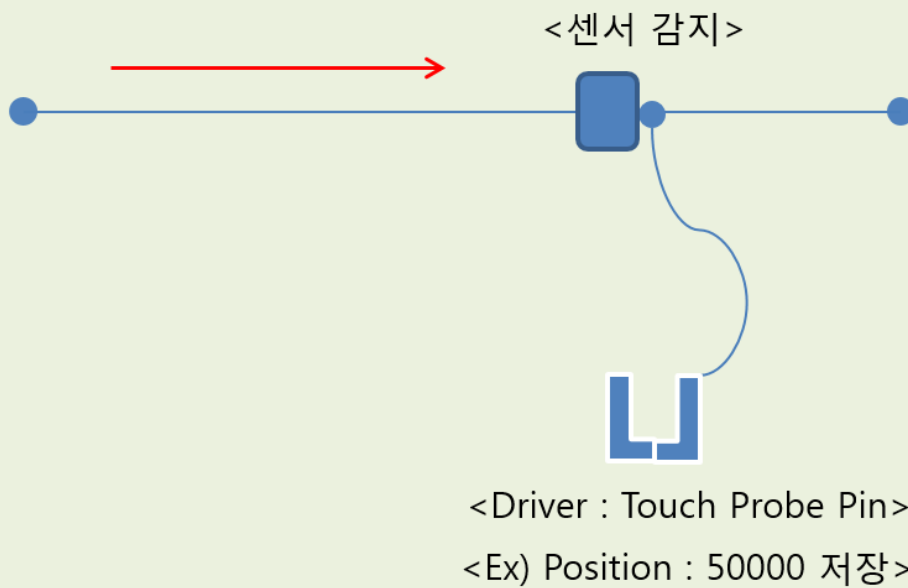 <센서 감지>
<Driver : Touch Probe Pin>
<Ex) Position : 50000 저장>